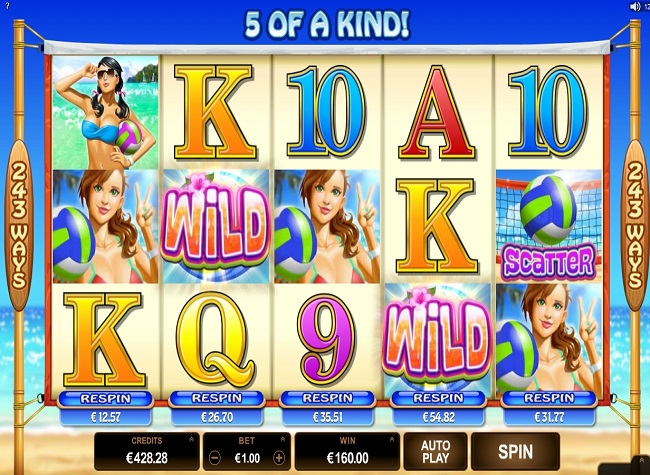 ?
12
5 OF A KIND!
K 10 A 10
243 WAYS
WILD
K
SCATTER
243 WAYS
K Q 9 WILD
RESPIN RESPIN RESPIN RESPIN RESPIN
€12.57 €26.70 €35.51 €54.82 €31.77
CREDITS BET WIN AUTO PLAY SPIN
€428.28 €1.00 €160.00